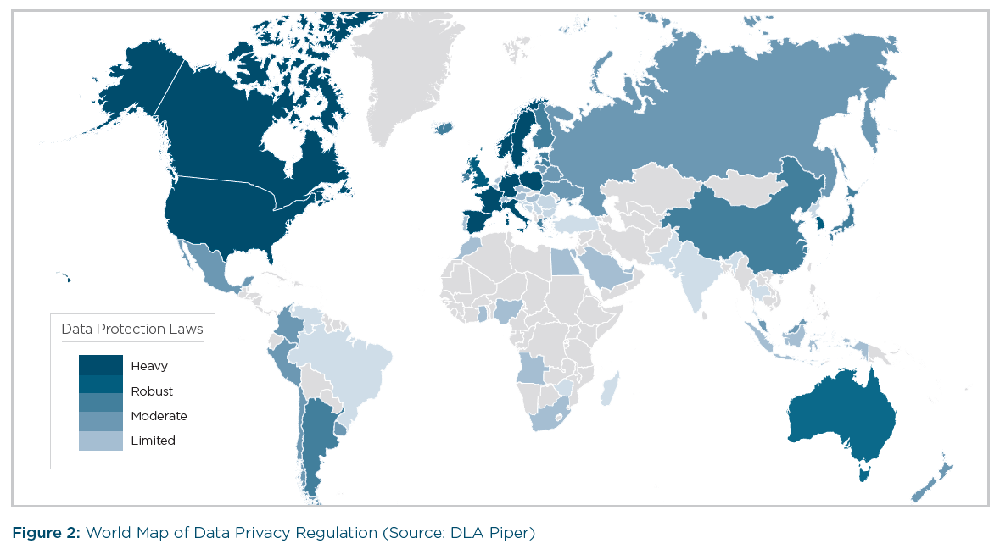 Data Protection Laws
Heavy
Robust
Moderate
Limited
Figure 2: World Map of Data Privacy Regulation (Source: DLA Piper)